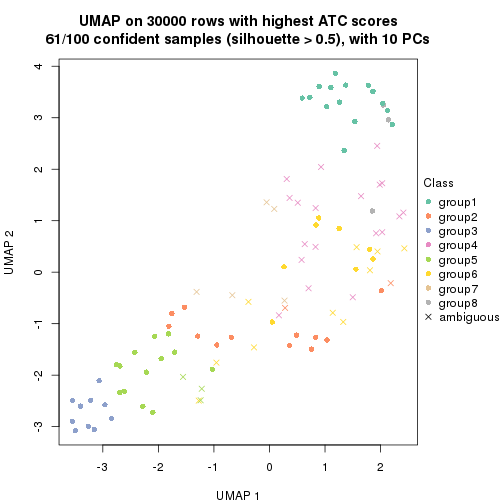 UMAP on 30000 rows with highest ATC scores
61/100 confident samples (silhouette > 0.5), with 10 PCs
4
3
2
1
0
-1
-2
-3
UMAP 2
-3
-2
-1
0
1
2
UMAP 1
Class
group1
group2
group3
group4
group5
group6
group7
group8
ambiguous